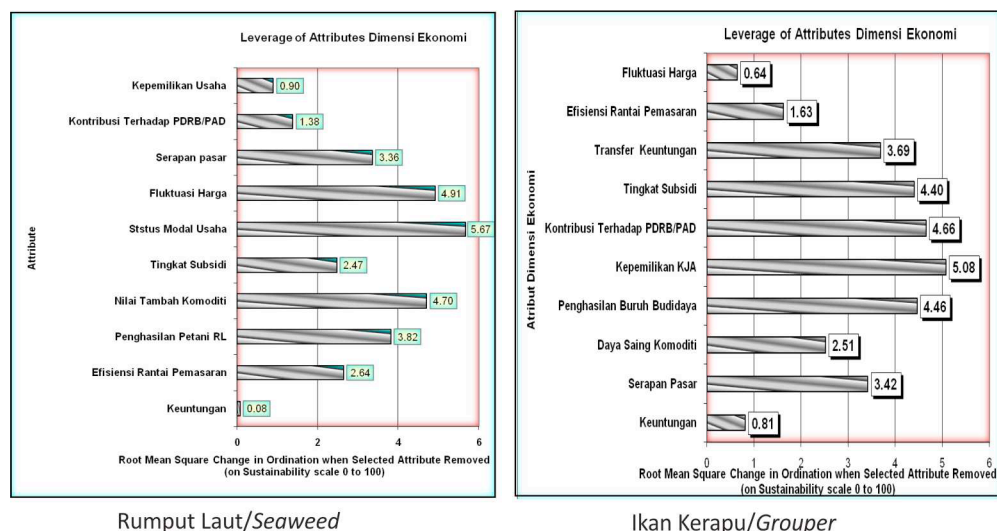 Leverage of Attributes Dimensi Ekonomi
Attribute
Kepemilikan Usaha
0.90
Kontribusi Terhadap PDRB/PAD
1.38
Serapan pasar
3.36
Fluktuasi Harga
4.91
Ststus Modal Usaha
5.67
Tingkat Subsidi
2.47
Nilai Tambah Komoditi
4.70
Penghasilan Petani RL
3.82
Efisiensi Rantai Pemasaran
2.64
Keuntungan
0.08
0 2 4 6
Root Mean Square Change in Ordination when Selected Attribute Removed
(on Sustainability scale 0 to 100)
Rumput Laut/Seaweed
Leverage of Attributes Dimensi Ekonomi
Atribut Dimensi Ekonomi
Fluktuasi Harga
0.64
Efisiensi Rantai Pemasaran
1.63
Transfer Keuntungan
3.69
Tingkat Subsidi
4.40
Kontribusi Terhadap PDRB/PAD
4.66
Kepemilikan KJA
5.08
Penghasilan Buruh Budidaya
4.46
Daya Saing Komoditi
2.51
Serapan Pasar
3.42
Keuntungan
0.81
0 1 2 3 4 5 6
Root Mean Square Change in Ordination when Selected Attribute Removed
(on Sustainability scale 0 to 100)
Ikan Kerapu/Grouper